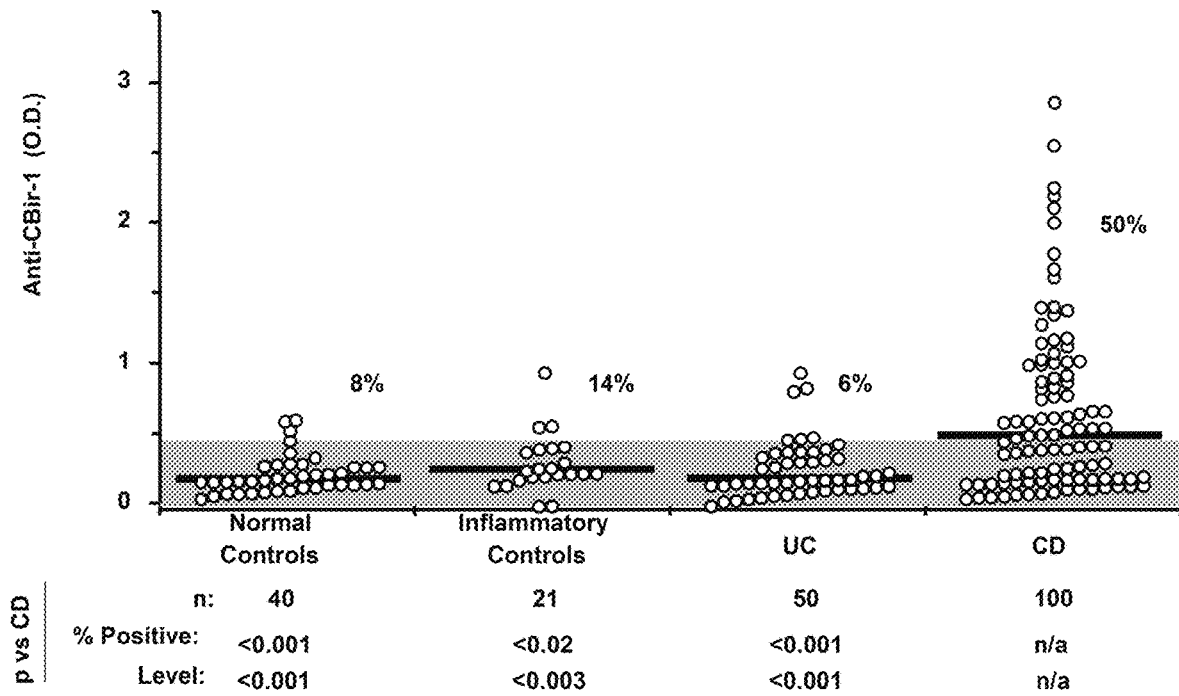 Anti-CBir-1 (O.D.)
3
2
1
0
8%
14%
6%
50%
Normal
Controls
Inflammatory
Controls
UC
CD
n: 40 21 50 100
p vs CD
% Positive: <0.001 <0.02 <0.001 n/a
Level: <0.001 <0.003 <0.001 n/a